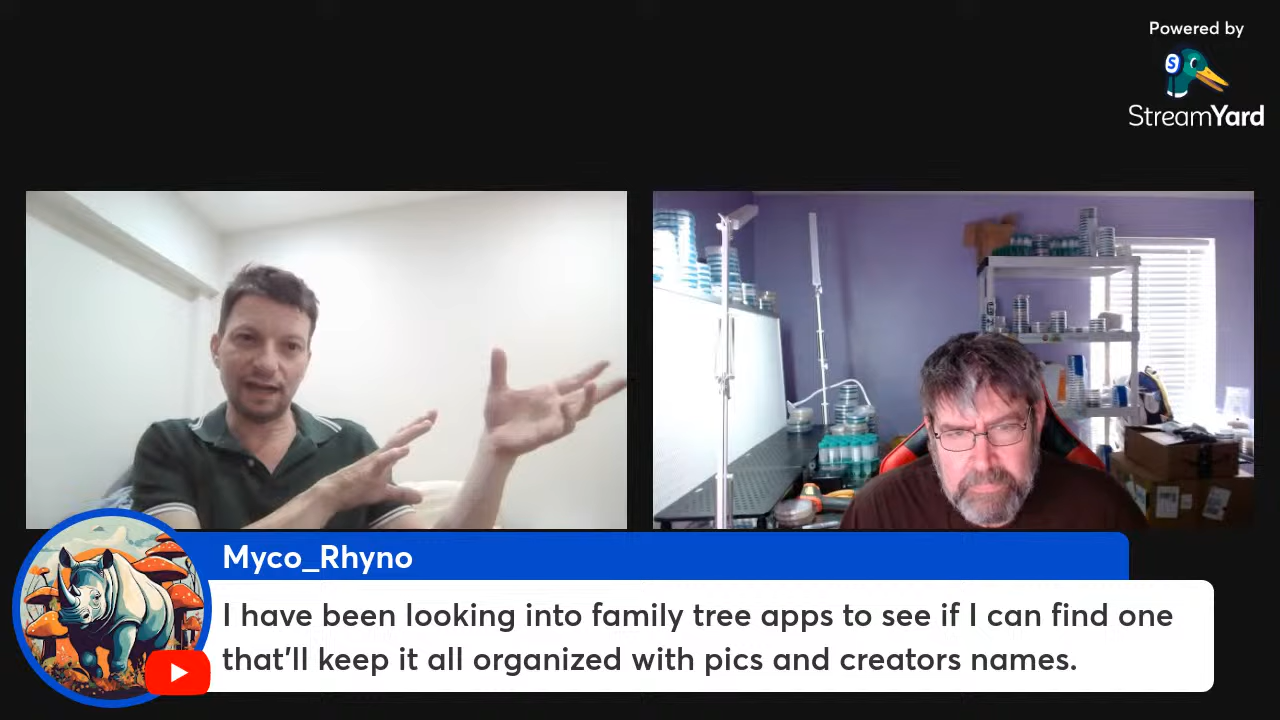 Powered by
S
StreamYard
Myco_Rhyno
I have been looking into family tree apps to see if I can find one
that'll keep it all organized with pics and creators names.